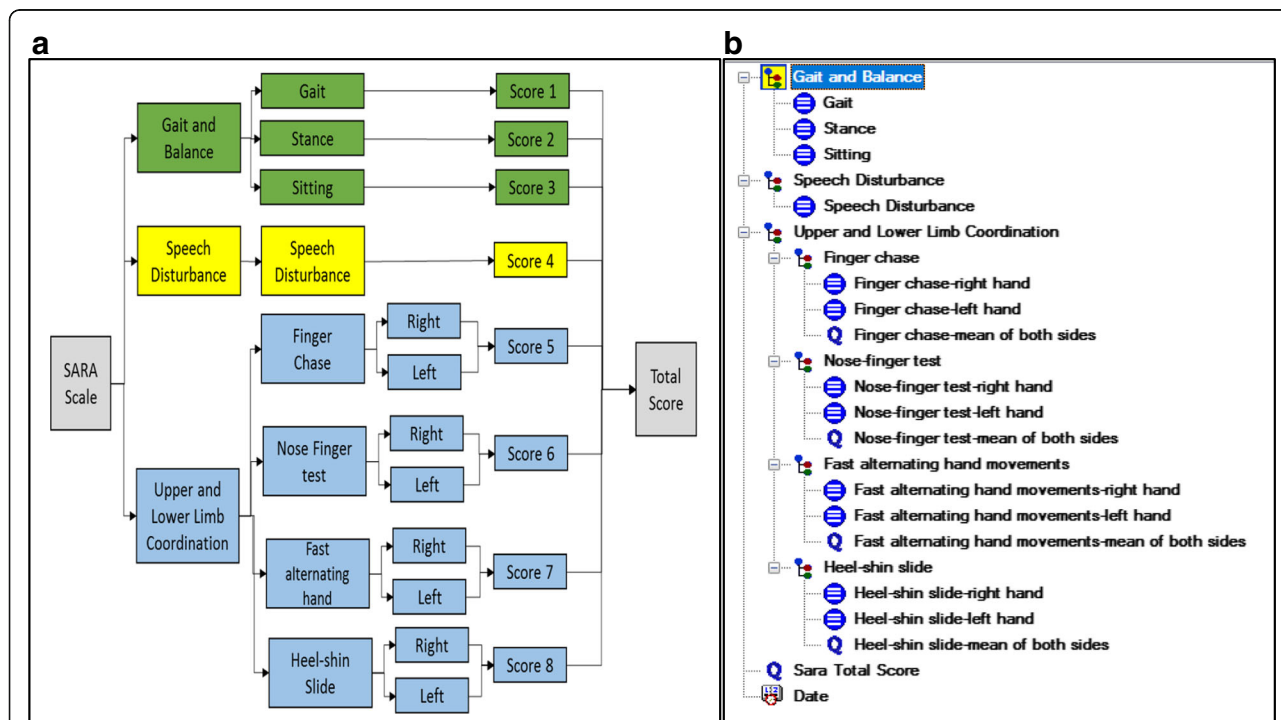 a
Gait
Score 1
Gait and
Balance
Stance
Score 2
Sitting
Score 3
Speech
Disturbance
Speech
Disturbance
Score 4
SARA
Scale
Finger
Chase
Right
Left
Score 5
Total
Score
Nose Finger
test
Right
Left
Score 6
Upper and
Lower Limb
Coordination
Fast
alternating
hand
Right
Left
Score 7
Heel-shin
Slide
Right
Left
Score 8
b
Gait and Balance
Gait
Stance
Sitting
Speech Disturbance
Speech Disturbance
Upper and Lower Limb Coordination
Finger chase
Finger chase-right hand
Finger chase-left hand
Q Finger chase-mean of both sides
Nose-finger test
Nose-finger test-right hand
Nose-finger test-left hand
Q Nose-finger test-mean of both sides
Fast alternating hand movements
Fast alternating hand movements-right hand
Fast alternating hand movements-left hand
Q Fast alternating hand movements-mean of both sides
Heel-shin slide
Heel-shin slide-right hand
Heel-shin slide-left hand
Q Heel-shin slide-mean of both sides
Q Sara Total Score
Date